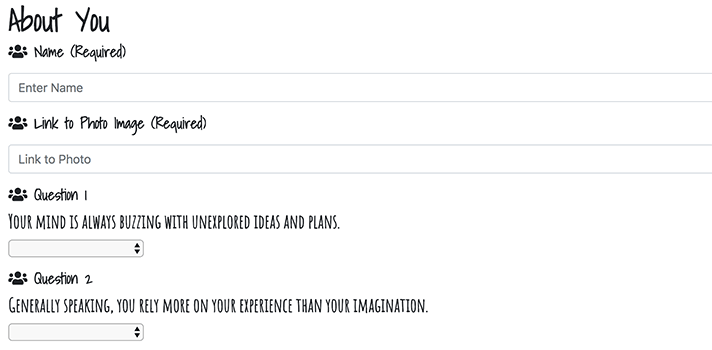 About You
Name (Required)
Enter Name
Link to Photo Image (Required)
Link to Photo
Question 1
Your mind is always buzzing with unexplored ideas and plans.
Question 2
Generally speaking, you rely more on your experience than your imagination.